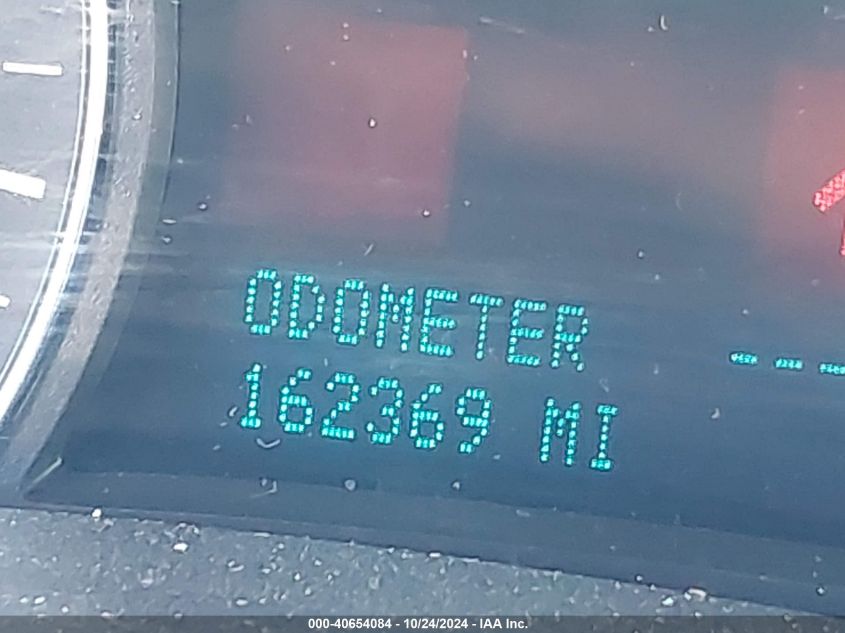 ODOMETER
162369 MI
000-40654084 - 10/24/2024 - IAA Inc.